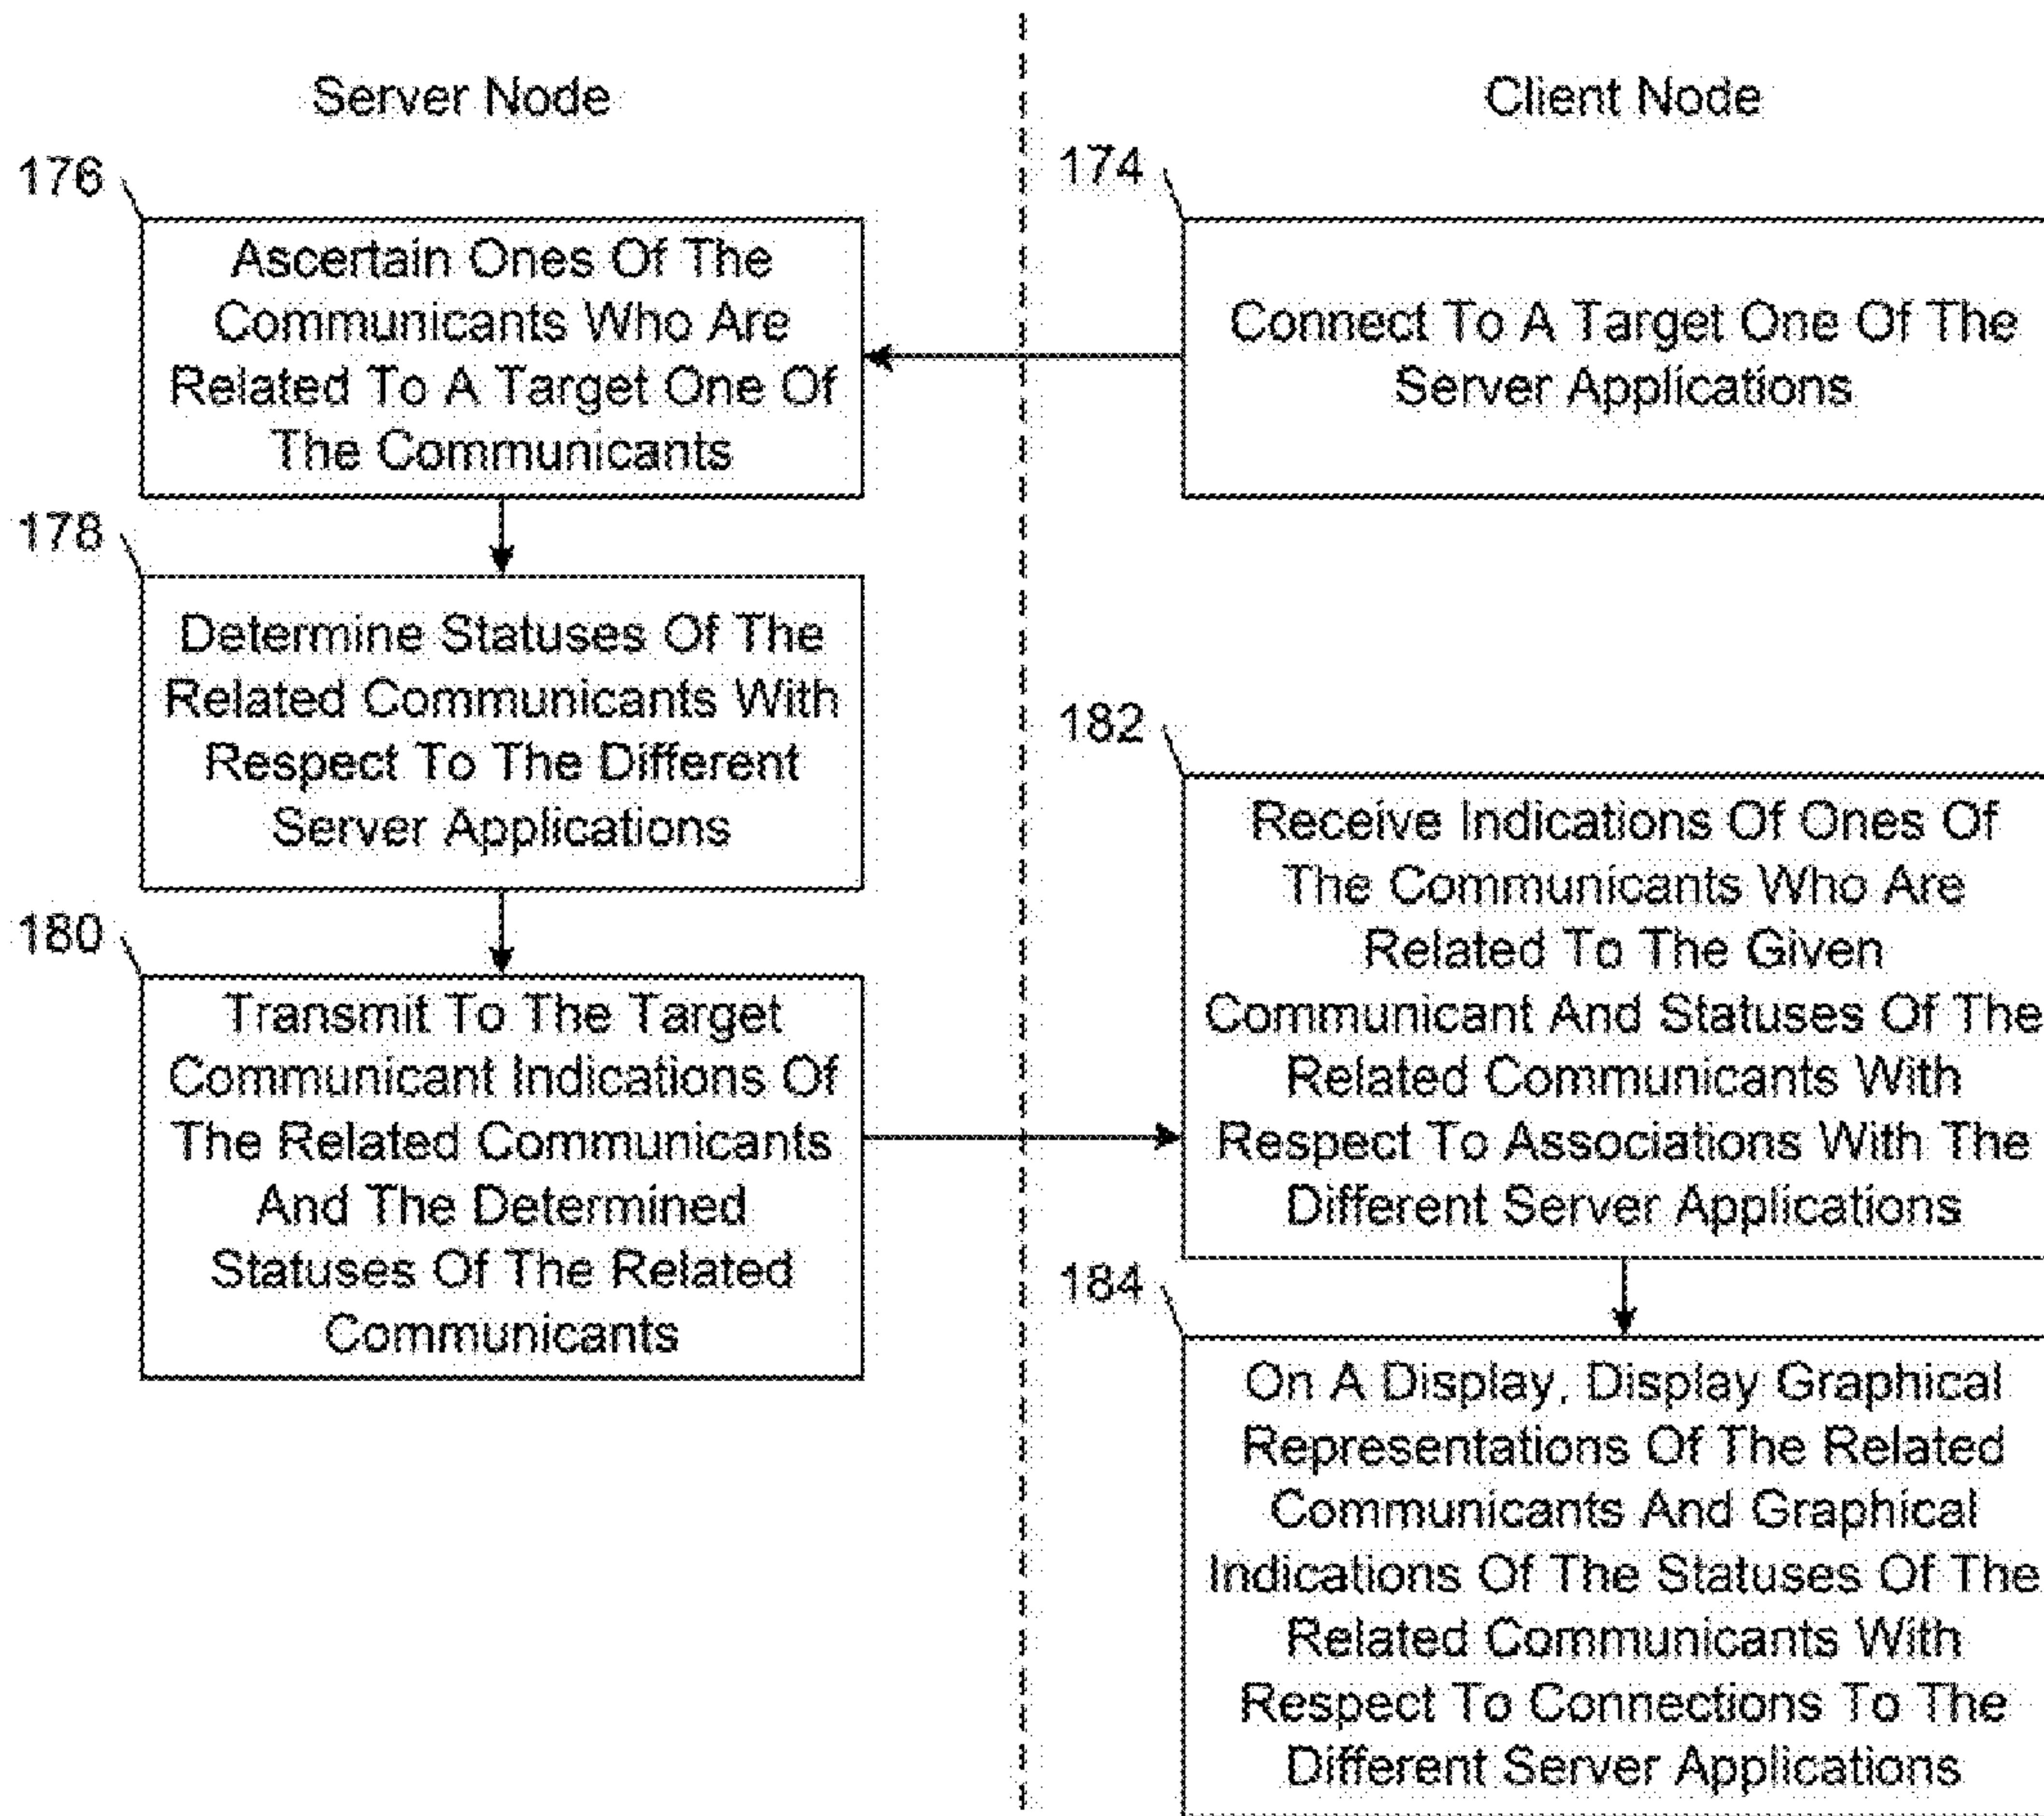 Server Node
Client Node
176
Ascertain Ones Of The
Communicants Who Are
Related To A Target One Of
The Communicants
174
Connect To A Target One Of The
Server Applications
178
Determine Statuses Of The
Related Communicants With
Respect To The Different
Server Applications
180
Transmit To The Target
Communicant Indications Of
The Related Communicants
And The Determined
Statuses Of The Related
Communicants
182
Receive Indications Of Ones Of
The Communicants Who Are
Related To The Given
Communicant And Statuses Of The
Related Communicants With
Respect To Associations With The
Different Server Applications
184
On A Display, Display Graphical
Representations Of The Related
Communicants And Graphical
Indications Of The Statuses Of The
Related Communicants With
Respect To Connections To The
Different Server Applications